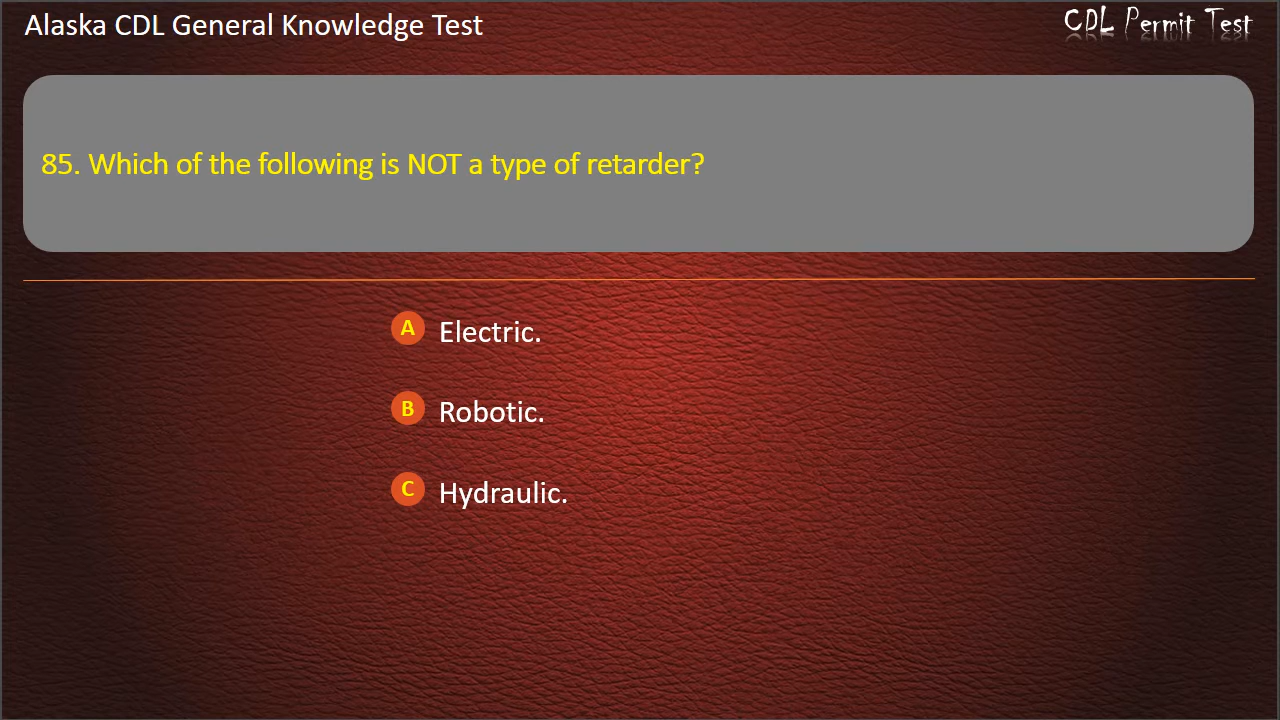 Alaska CDL General Knowledge Test
CDL Permit Test
85. Which of the following is NOT a type of retarder?
A Electric.
B Robotic.
C Hydraulic.